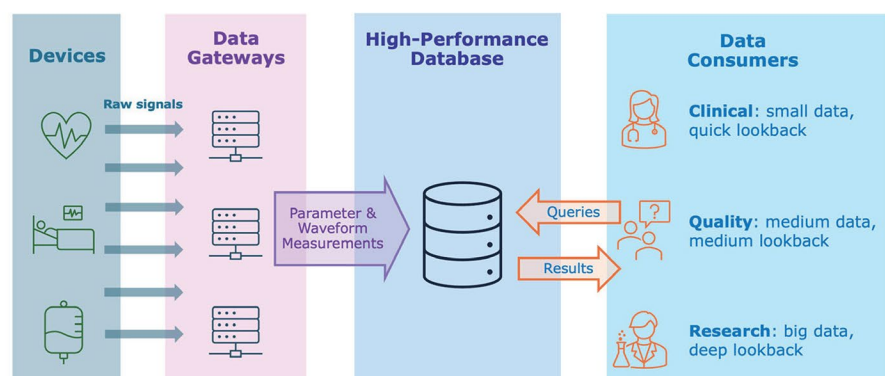 Devices
Data
Gateways
High-Performance
Database
Data
Consumers
Raw signals
Parameter &
Waveform
Measurements
Queries
Results
Clinical: small data,
quick lookback
?
Quality: medium data,
medium lookback
Research: big data,
deep lookback